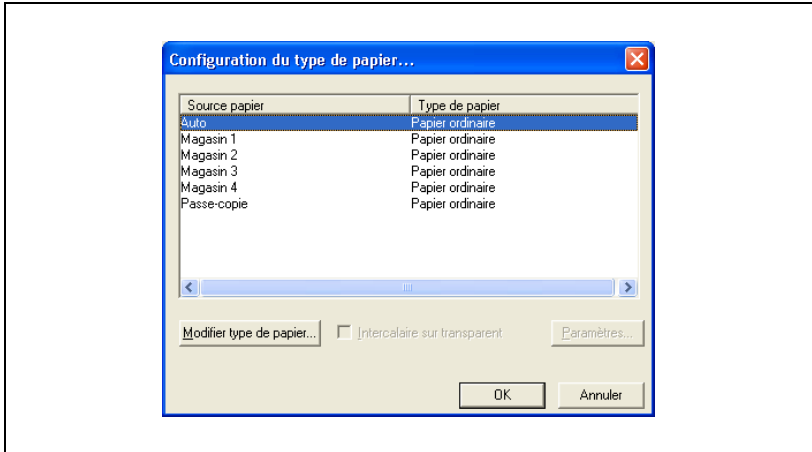 Configuration du type de papier...
Source papier Type de papier
Auto Papier ordinaire
Magasin 1 Papier ordinaire
Magasin 2 Papier ordinaire
Magasin 3 Papier ordinaire
Magasin 4 Papier ordinaire
Passe-copie Papier ordinaire
Modifier type de papier... Intercalaire sur transparent Paramètres...
OK Annuler